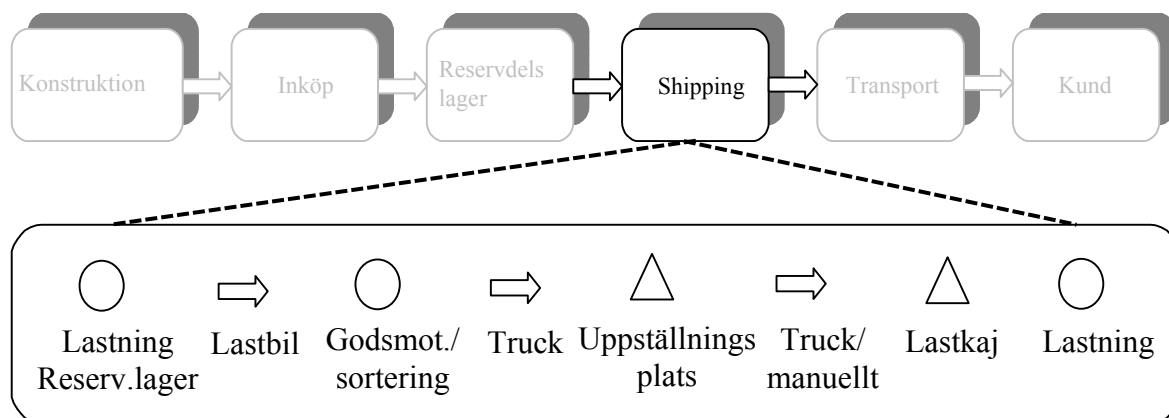 Konstruktion
Inköp
Reservdels
lager
Shipping
Transport
Kund
Lastning
Reserv.lager
Lastbil
Godsmot./
sortering
Truck
Uppställnings
plats
Truck/
manuellt
Lastkaj
Lastning